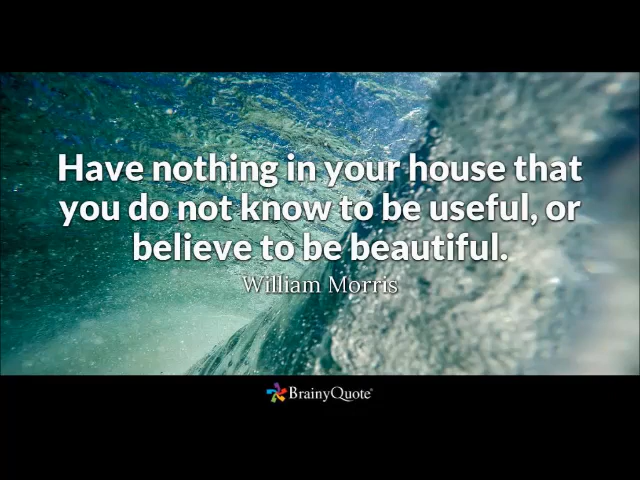 Have nothing in your house that
you do not know to be useful, or
believe to be beautiful.
William Morris
BrainyQuote